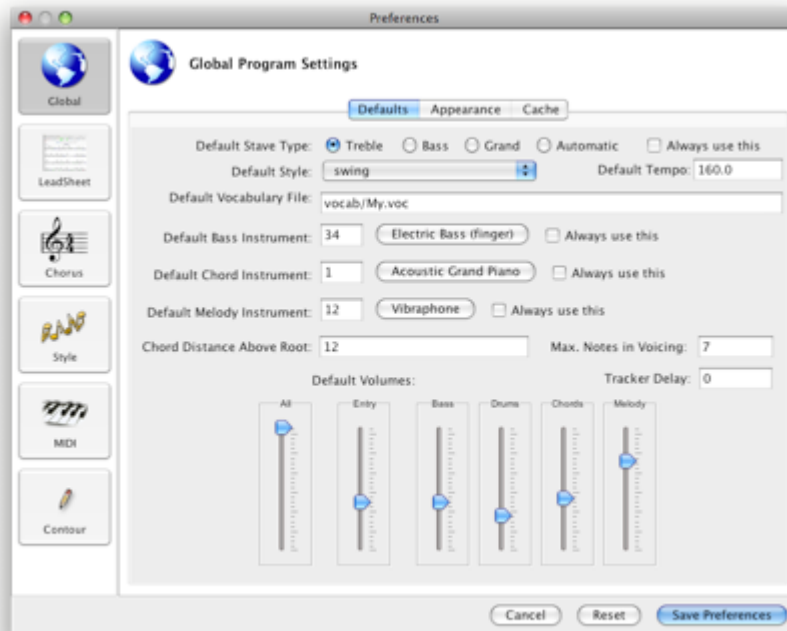 Preferences
Global
LeadSheet
Chorus
Style
MIDI
Contour
Global Program Settings
Defaults Appearance Cache
Default Stave Type: Treble Bass Grand Automatic Always use this
Default Style: swing Default Tempo: 160.0
Default Vocabulary File: vocab/My.voc
Default Bass Instrument: 34 Electric Bass (finger) Always use this
Default Chord Instrument: 1 Acoustic Grand Piano Always use this
Default Melody Instrument: 12 Vibraphone Always use this
Chord Distance Above Root: 12 Max. Notes in Voicing: 7
Default Volumes: Tracker Delay: 0
All Entry Bass Drums Chords Melody
Cancel Reset Save Preferences